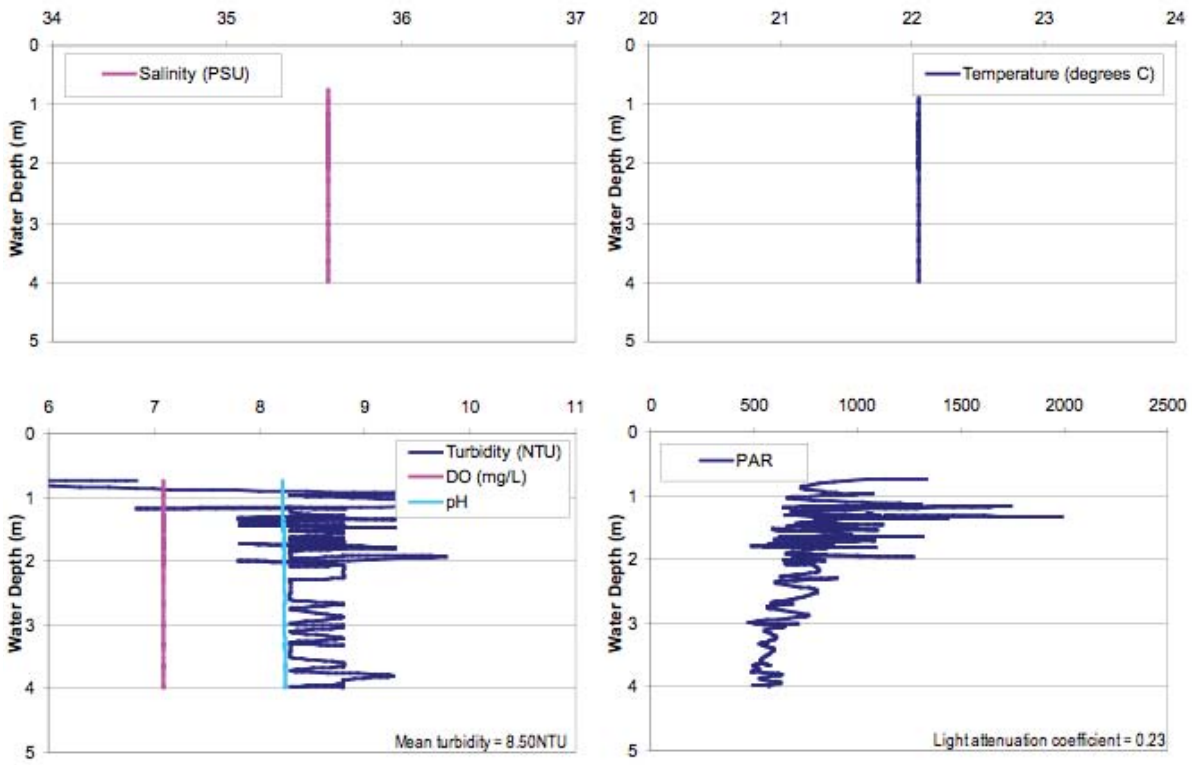 34 35 36 37
0
1
2
3
4
5
Water Depth (m)
Salinity (PSU)
20 21 22 23 24
0
1
2
3
4
5
Water Depth (m)
Temperature (degrees C)
6 7 8 9 10 11
0
1
2
3
4
5
Water Depth (m)
Turbidity (NTU)
DO (mg/L)
pH
Mean turbidity = 8.50NTU
0 500 1000 1500 2000 2500
0
1
2
3
4
5
Water Depth (m)
PAR
Light attenuation coefficient = 0.23